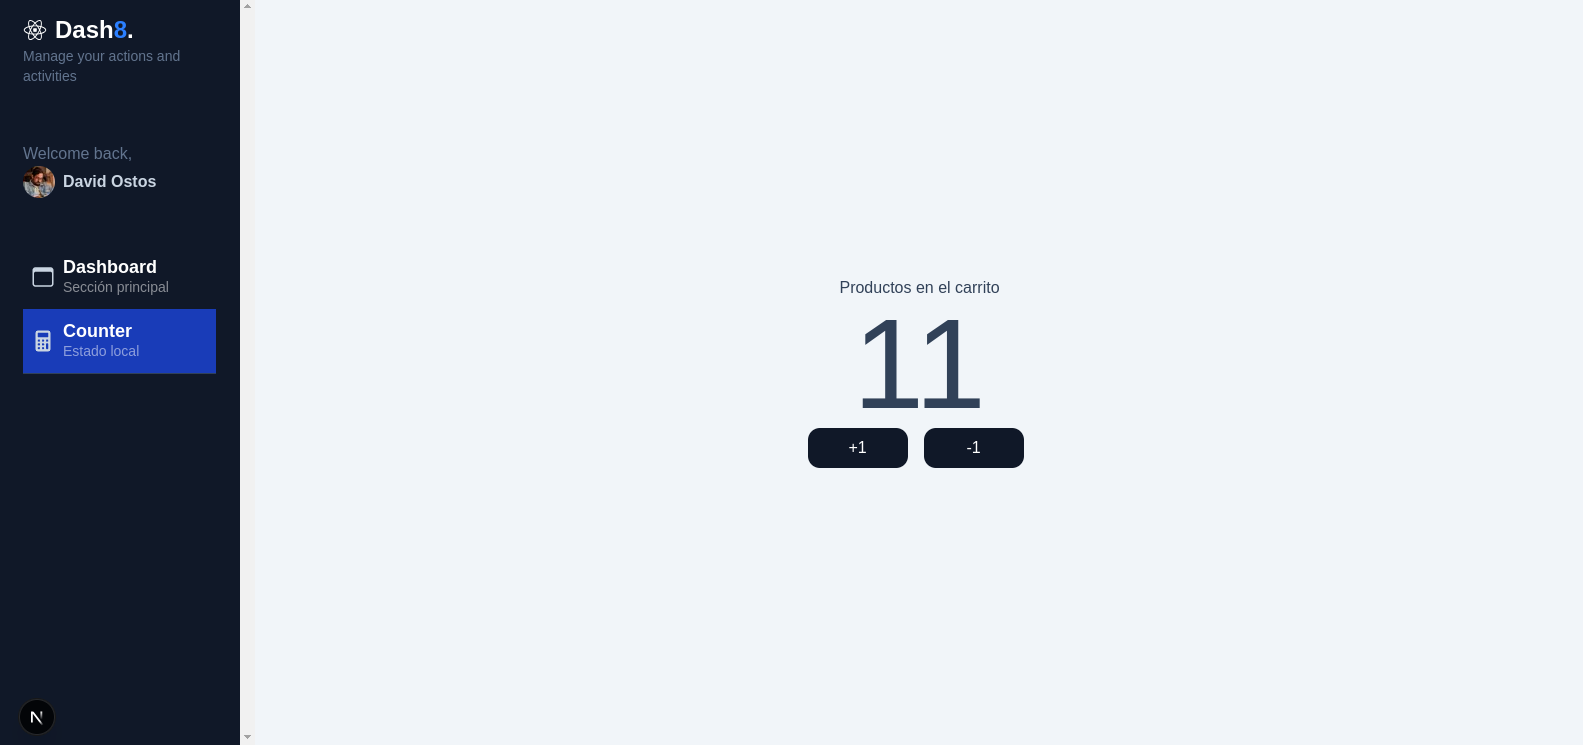 Dash8.
Manage your actions and
activities
Welcome back,
David Ostos
Dashboard
Sección principal
Counter
Estado local
N
Productos en el carrito
11
+1
-1